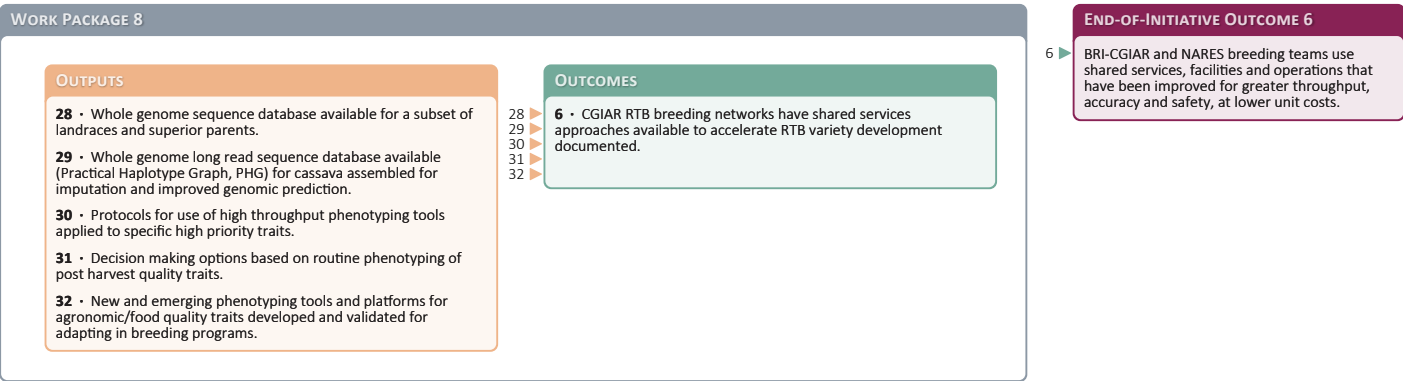 WORK PACKAGE 8
OUTPUTS
28 · Whole genome sequence database available for a subset of
landraces and superior parents.
29 · Whole genome long read sequence database available
(Practical Haplotype Graph, PHG) for cassava assembled for
imputation and improved genomic prediction.
30 · Protocols for use of high throughput phenotyping tools
applied to specific high priority traits.
31 · Decision making options based on routine phenotyping of
post harvest quality traits.
32 · New and emerging phenotyping tools and platforms for
agronomic/food quality traits developed and validated for
adapting in breeding programs.
28
29
30
31
32
OUTCOMES
6 · CGIAR RTB breeding networks have shared services
approaches available to accelerate RTB variety development
documented.
6
END-OF-INITIATIVE OUTCOME 6
BRI-CGIAR and NARES breeding teams use
shared services, facilities and operations that
have been improved for greater throughput,
accuracy and safety, at lower unit costs.